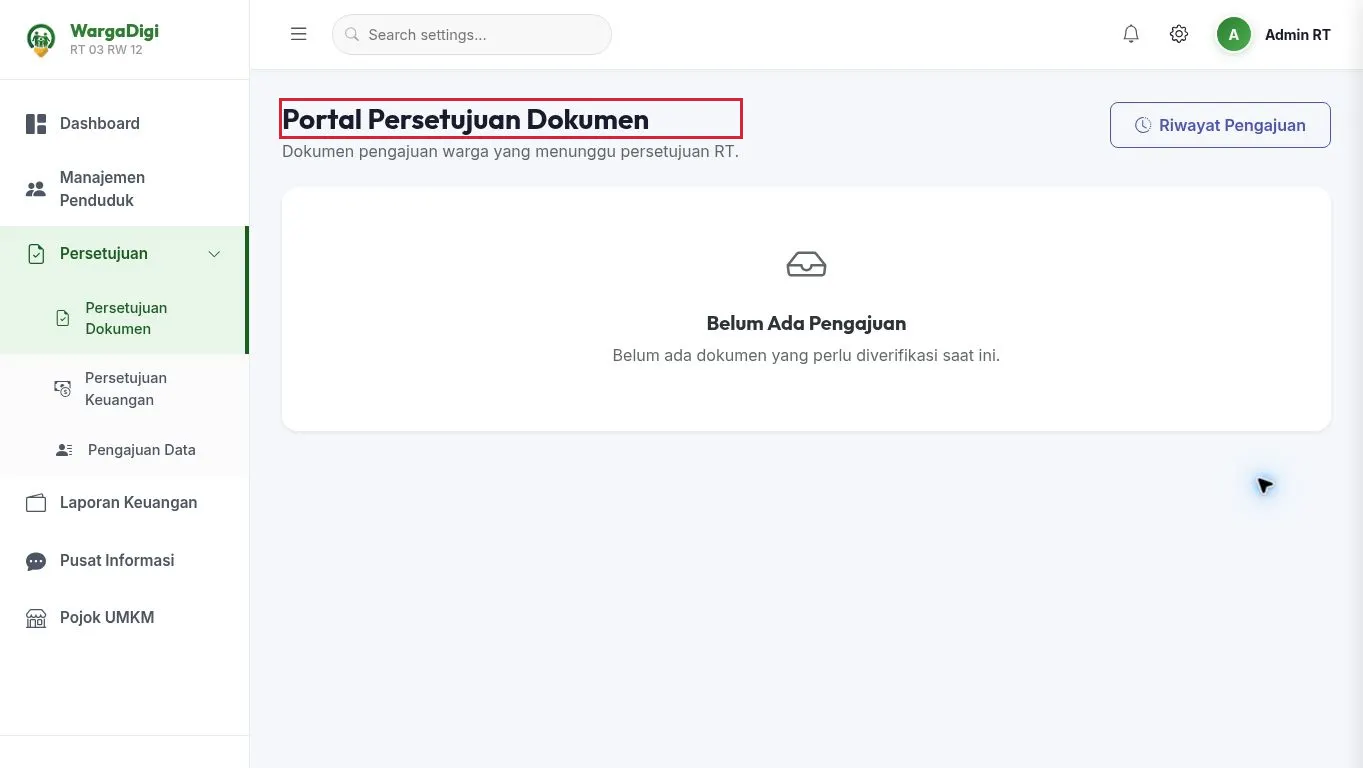 WargaDigi
RT 03 RW 12
Search settings...
A
Admin RT
Dashboard
Manajemen
Penduduk
Persetujuan
Persetujuan
Dokumen
Persetujuan
Keuangan
Pengajuan Data
Laporan Keuangan
Pusat Informasi
Pojok UMKM
Portal Persetujuan Dokumen
Dokumen pengajuan warga yang menunggu persetujuan RT.
Riwayat Pengajuan
Belum Ada Pengajuan
Belum ada dokumen yang perlu diverifikasi saat ini.